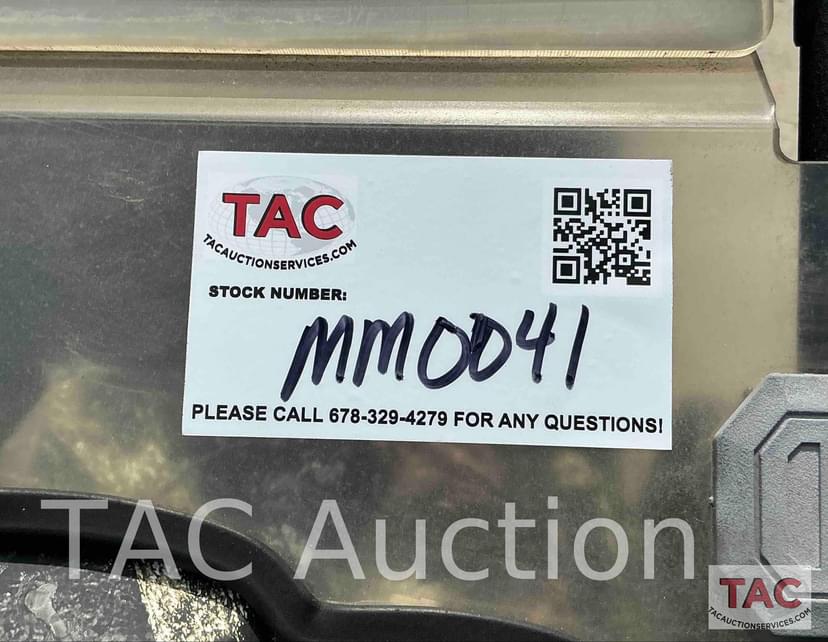 TAC
TACAUCTIONSERVICES.COM
STOCK NUMBER:
MM0041
PLEASE CALL 678-329-4279 FOR ANY QUESTIONS!
TAC Auction
TAC
TACAUCTIONSERVICES.COM